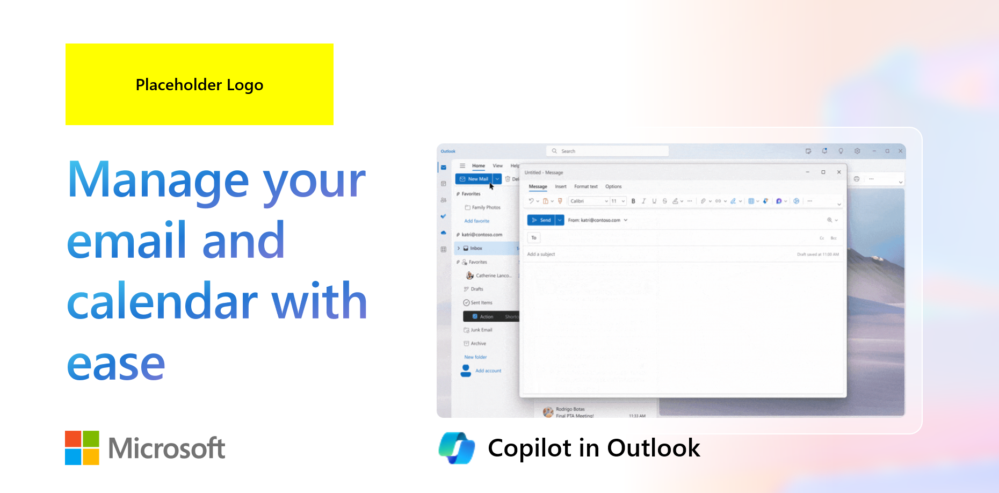 Placeholder Logo
Manage your
email and
calendar with
ease
Microsoft
Outlook
Search
Home View Help
New Mail
Favorites
Family Photos
Add favorite
katri@contoso.com
Inbox
Favorites
Catherine Lanco...
Drafts
Sent Items
Action
Junk Email
Archive
New folder
Add account
Untitled - Message
Message Insert Format text Options
Calibri 11 B I U S
Send From: katri@contoso.com
To Cc Bcc
Add a subject Draft saved at 11:00 AM
Rodrigo Botas
Final PTA Meeting! 11:33 AM
Copilot in Outlook